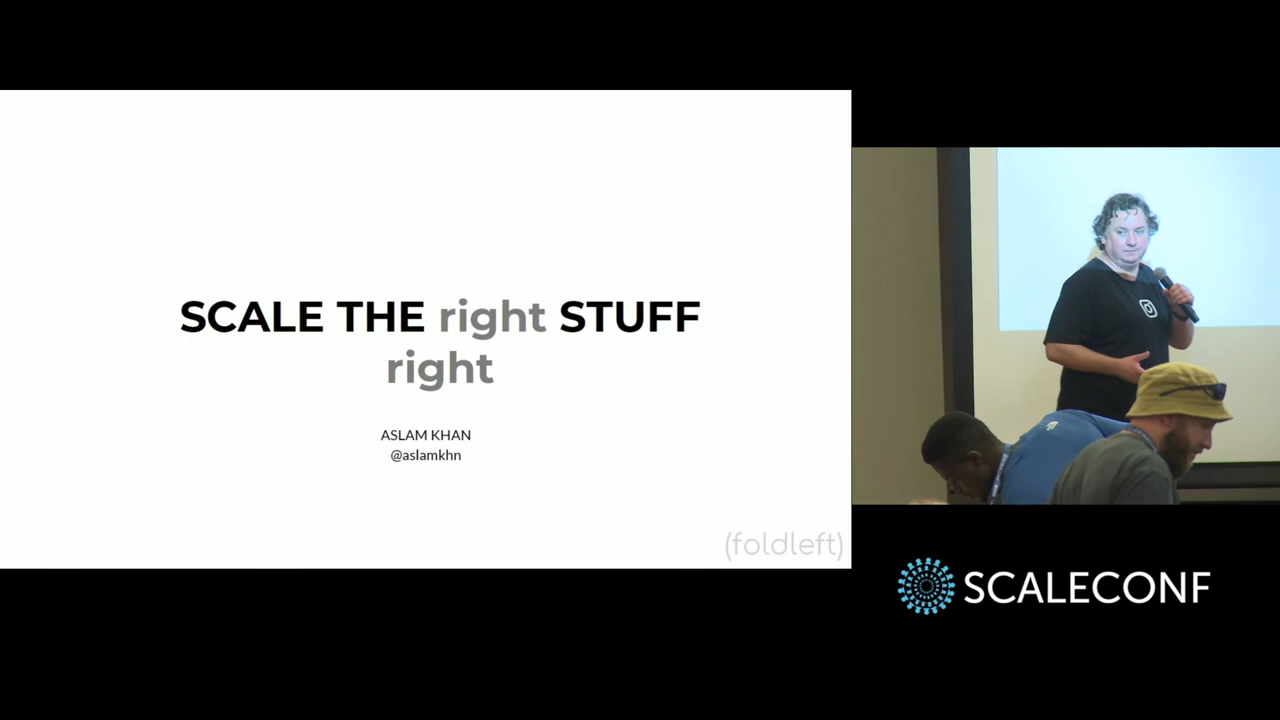 SCALE THE right STUFF
right
ASLAM KHAN
@aslamkhn
(foldleft)
SCALECONF